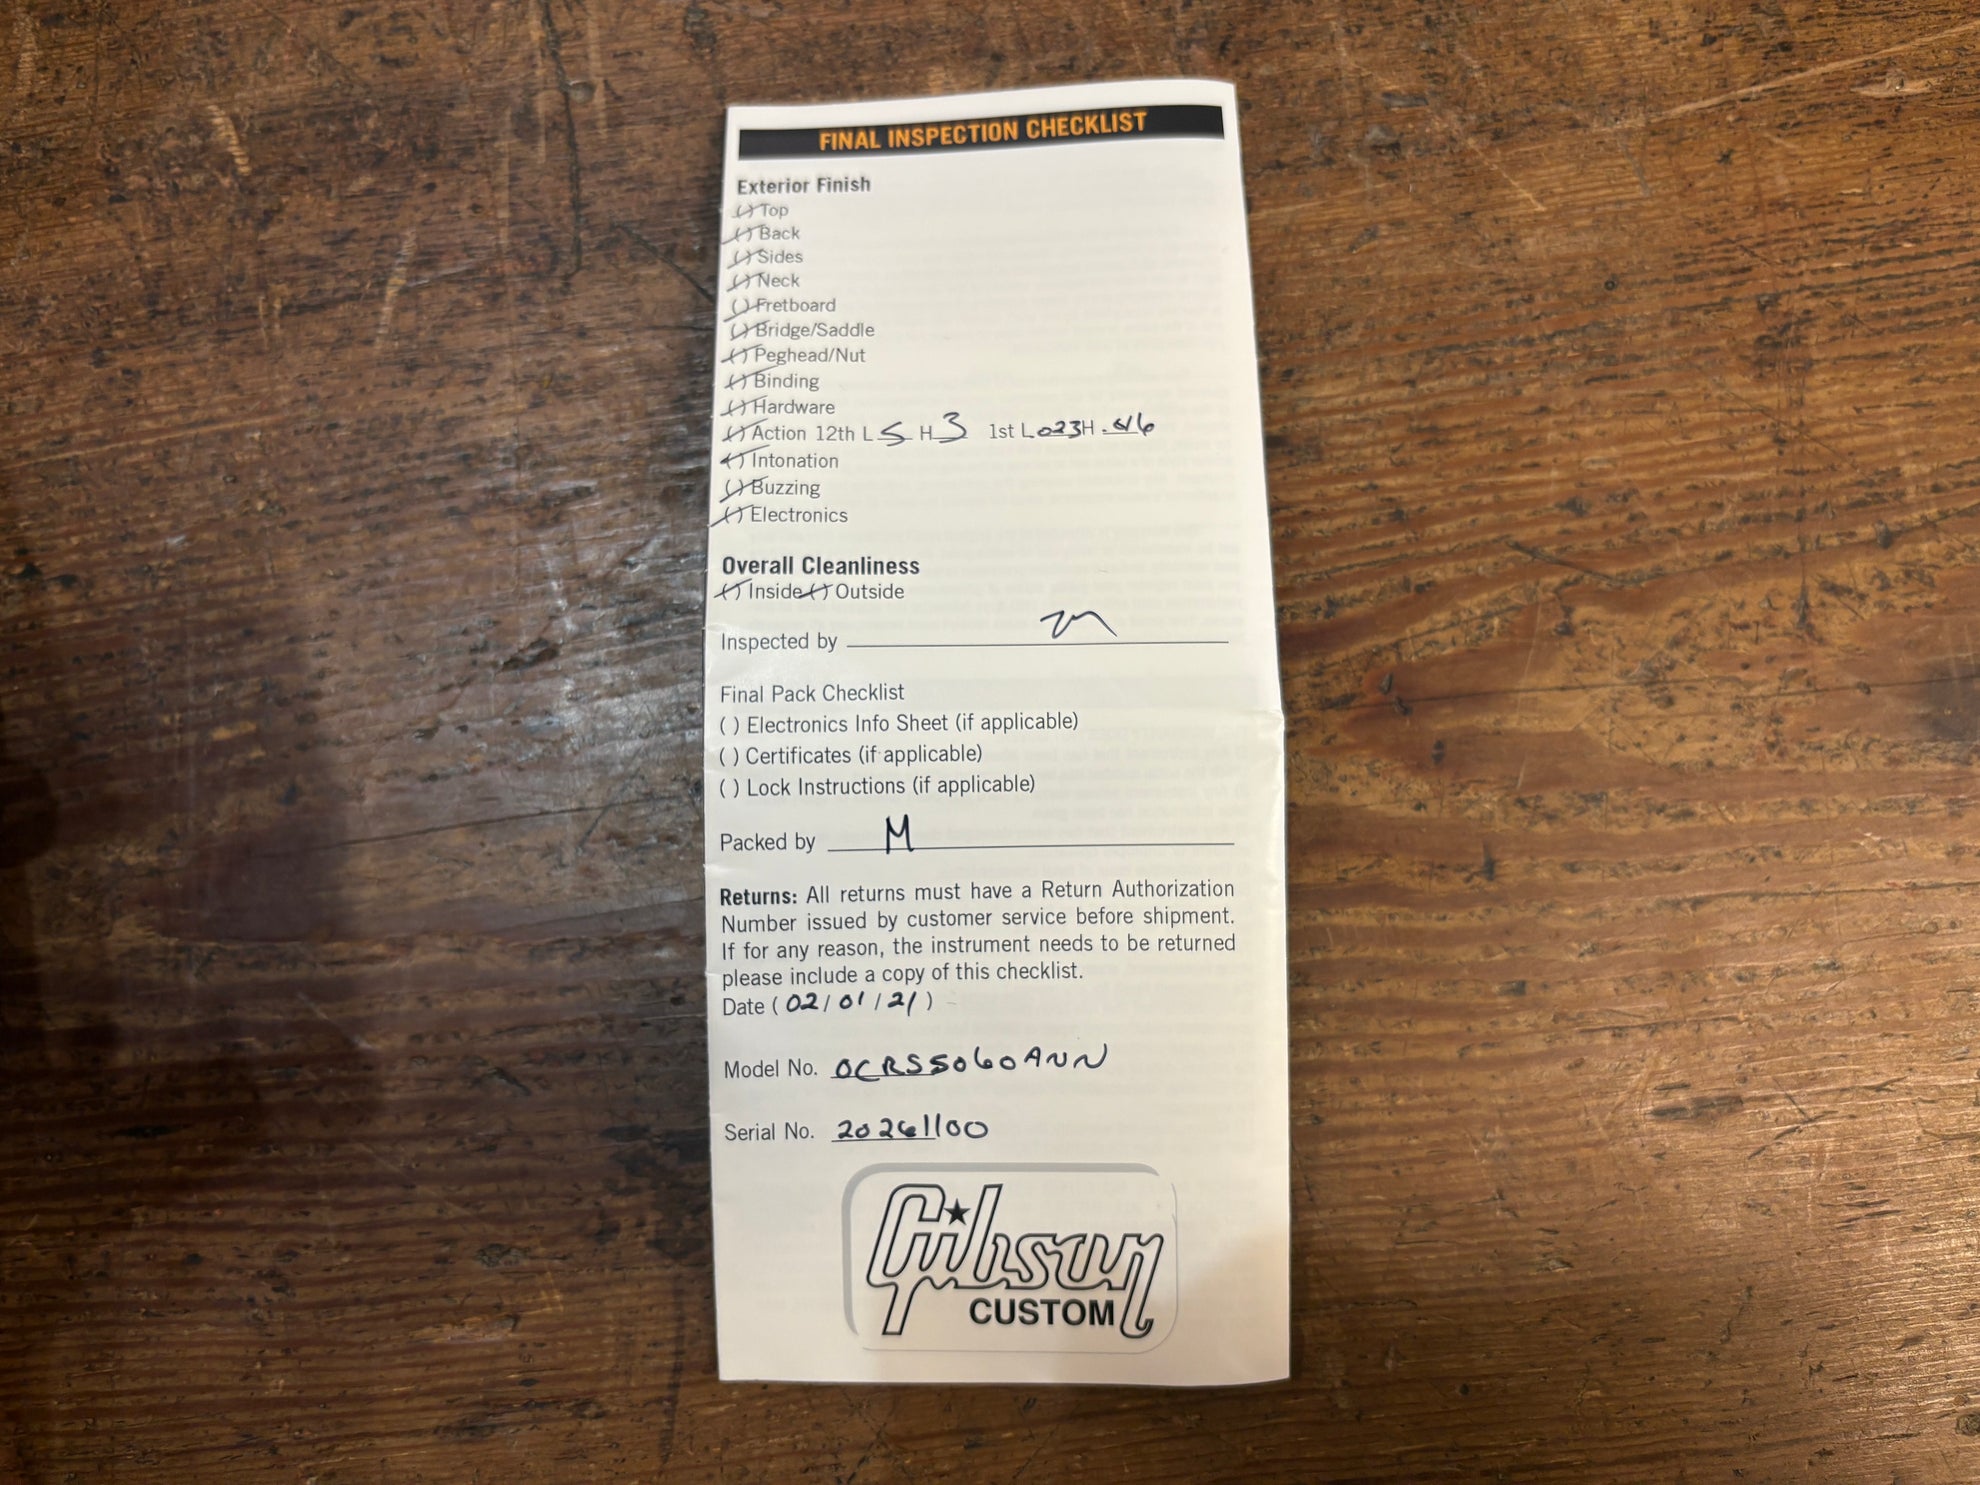 FINAL INSPECTION CHECKLIST
Exterior Finish
( ) Top
( ) Back
( ) Sides
( ) Neck
( ) Fretboard
( ) Bridge/Saddle
( ) Peghead/Nut
( ) Binding
( ) Hardware
( ) Action 12th L 5 H 3 1st L 023 H .016
( ) Intonation
( ) Buzzing
( ) Electronics
Overall Cleanliness
( ) Inside ( ) Outside
Inspected by
Final Pack Checklist
( ) Electronics Info Sheet (if applicable)
( ) Certificates (if applicable)
( ) Lock Instructions (if applicable)
Packed by M
Returns: All returns must have a Return Authorization
Number issued by customer service before shipment.
If for any reason, the instrument needs to be returned
please include a copy of this checklist.
Date ( 02 / 01 / 21 )
Model No. OCRS5060ANN
Serial No. 20261100
Gibson
CUSTOM